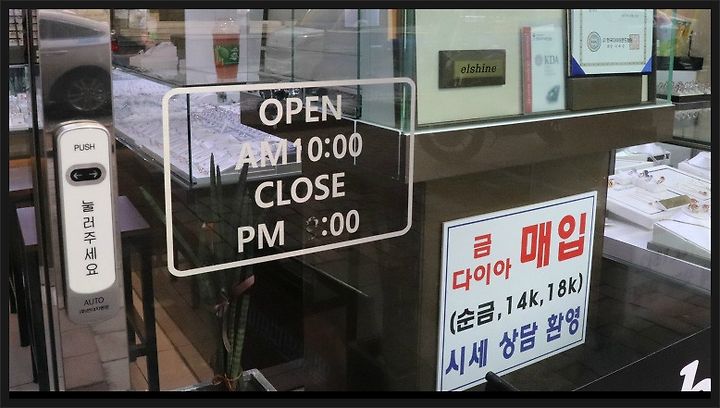 PUSH
눌러주세요
AUTO
OPEN
AM10:00
CLOSE
PM :00
elshine
KDA
금
다이아 매입
(순금,14k,18k)
시세 상담 환영